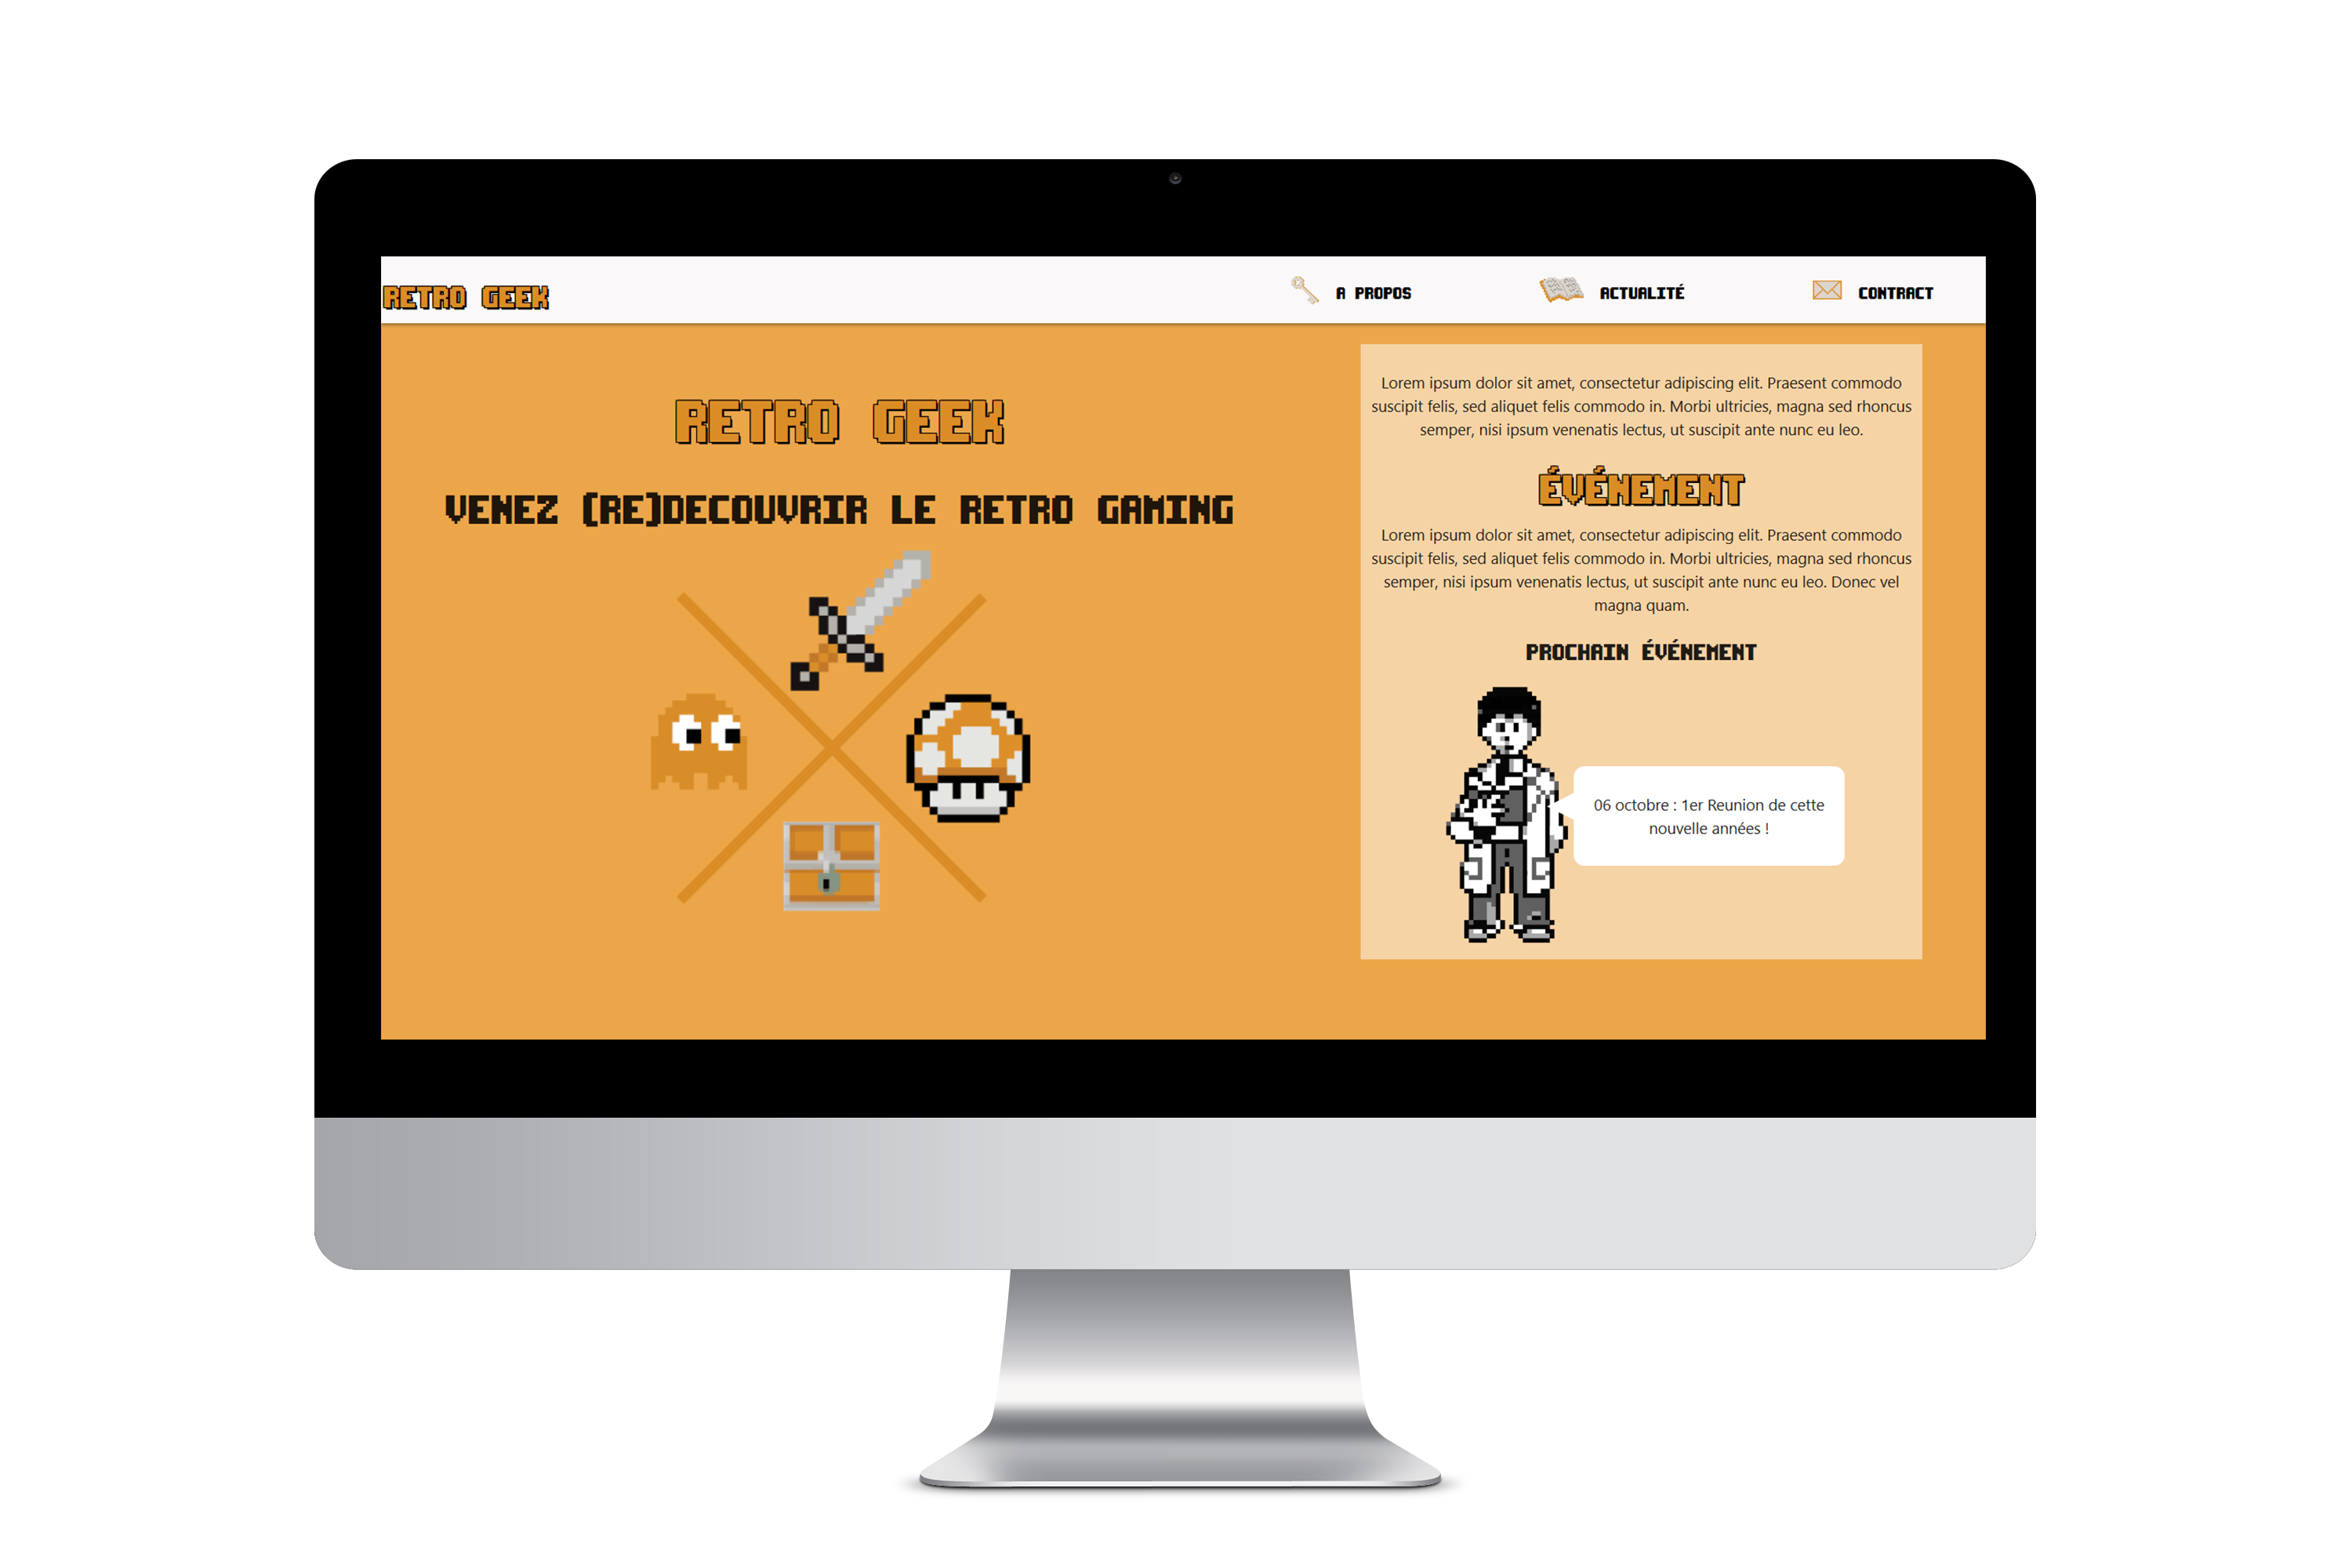 RETRO GEEK
A PROPOS
ACTUALITÉ
CONTRACT
RETRO GEEK
VENEZ (RE)DECOUVRIR LE RETRO GAMING
Lorem ipsum dolor sit amet, consectetur adipiscing elit. Praesent commodo
suscipit felis, sed aliquet felis commodo in. Morbi ultricies, magna sed rhoncus
semper, nisi ipsum venenatis lectus, ut suscipit ante nunc eu leo.
ÉVÉNEMENT
Lorem ipsum dolor sit amet, consectetur adipiscing elit. Praesent commodo
suscipit felis, sed aliquet felis commodo in. Morbi ultricies, magna sed rhoncus
semper, nisi ipsum venenatis lectus, ut suscipit ante nunc eu leo. Donec vel
magna quam.
PROCHAIN ÉVÉNEMENT
06 octobre : 1er Reunion de cette
nouvelle années !